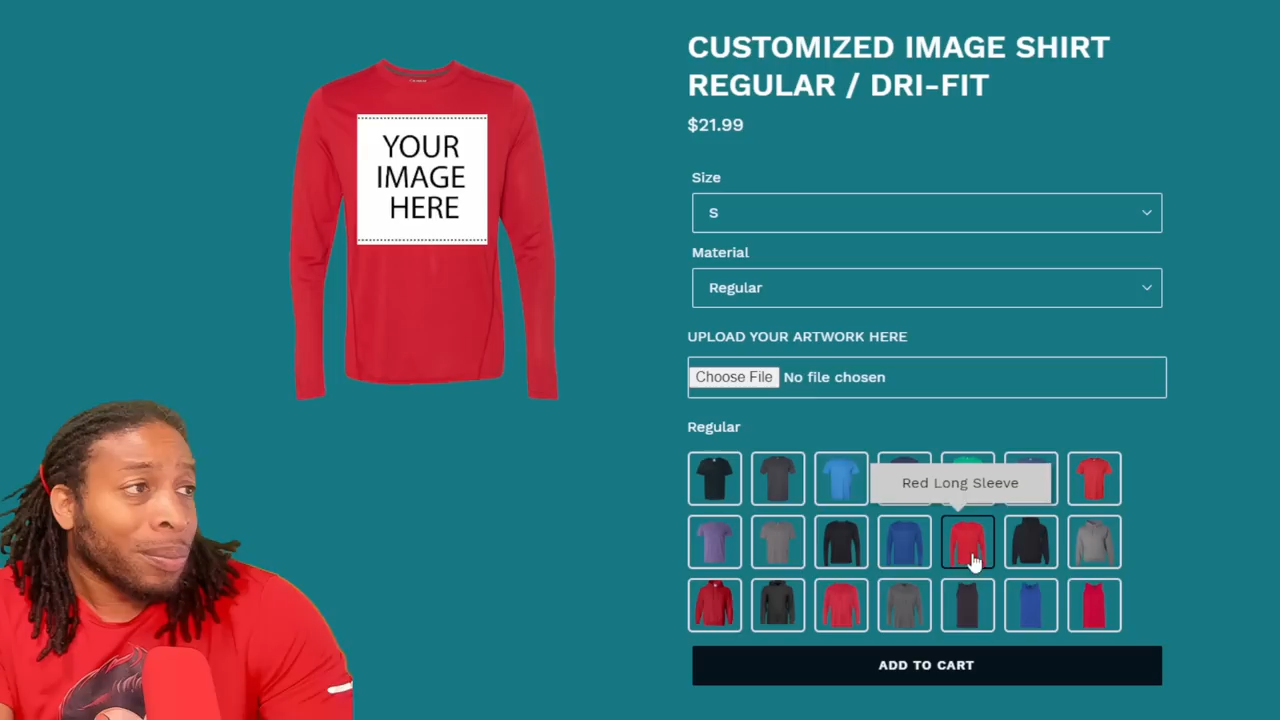 CUSTOMIZED IMAGE SHIRT
REGULAR / DRI-FIT
$21.99
Size
S
Material
Regular
UPLOAD YOUR ARTWORK HERE
Choose File No file chosen
Regular
Red Long Sleeve
ADD TO CART
YOUR
IMAGE
HERE